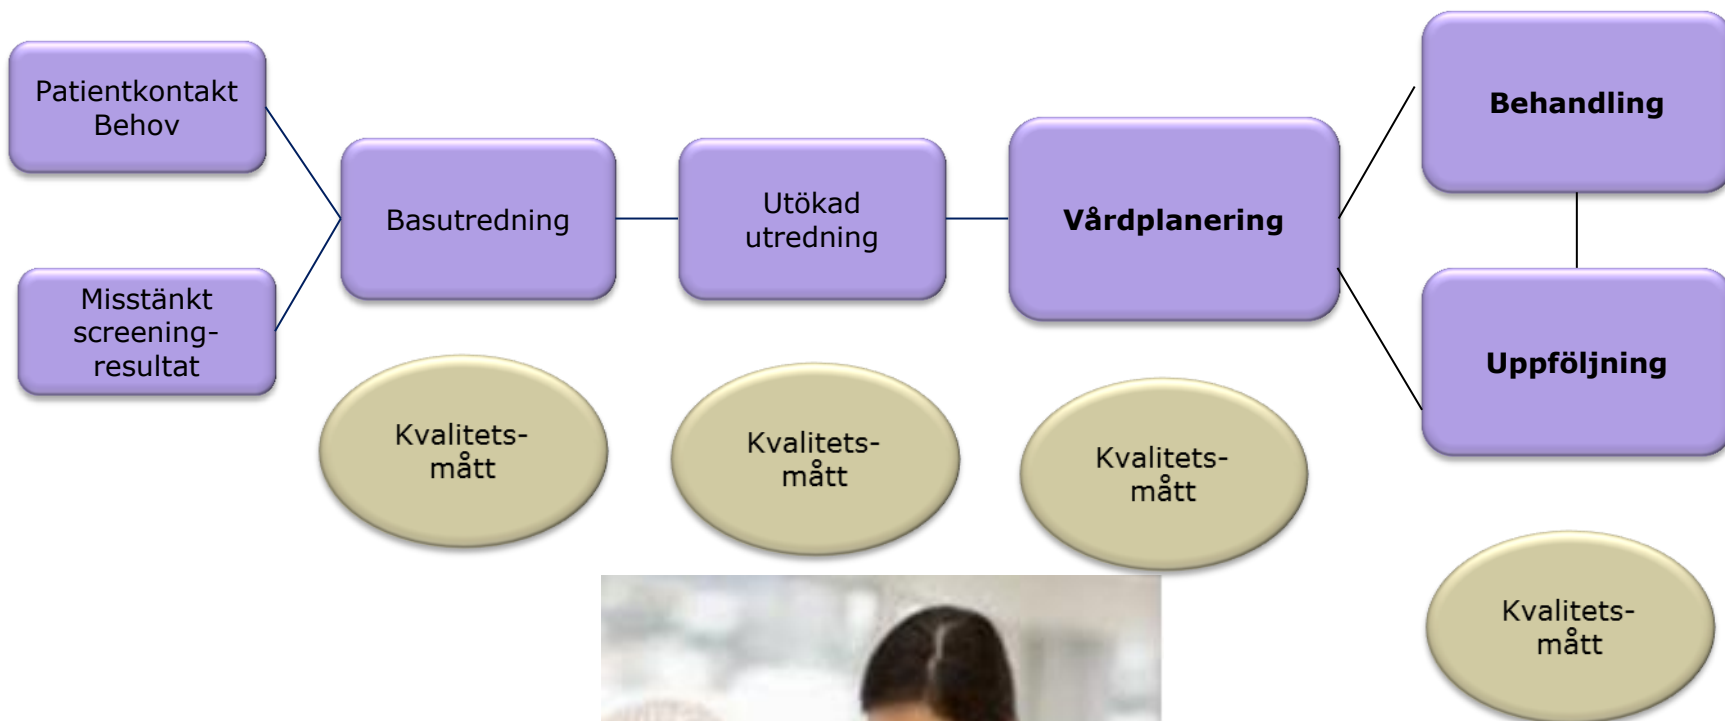 Patientkontakt
Behov
Misstänkt
screening-
resultat
Basutredning
Utökad
utredning
Vårdplanering
Behandling
Uppföljning
Kvalitets-
mått
Kvalitets-
mått
Kvalitets-
mått
Kvalitets-
mått